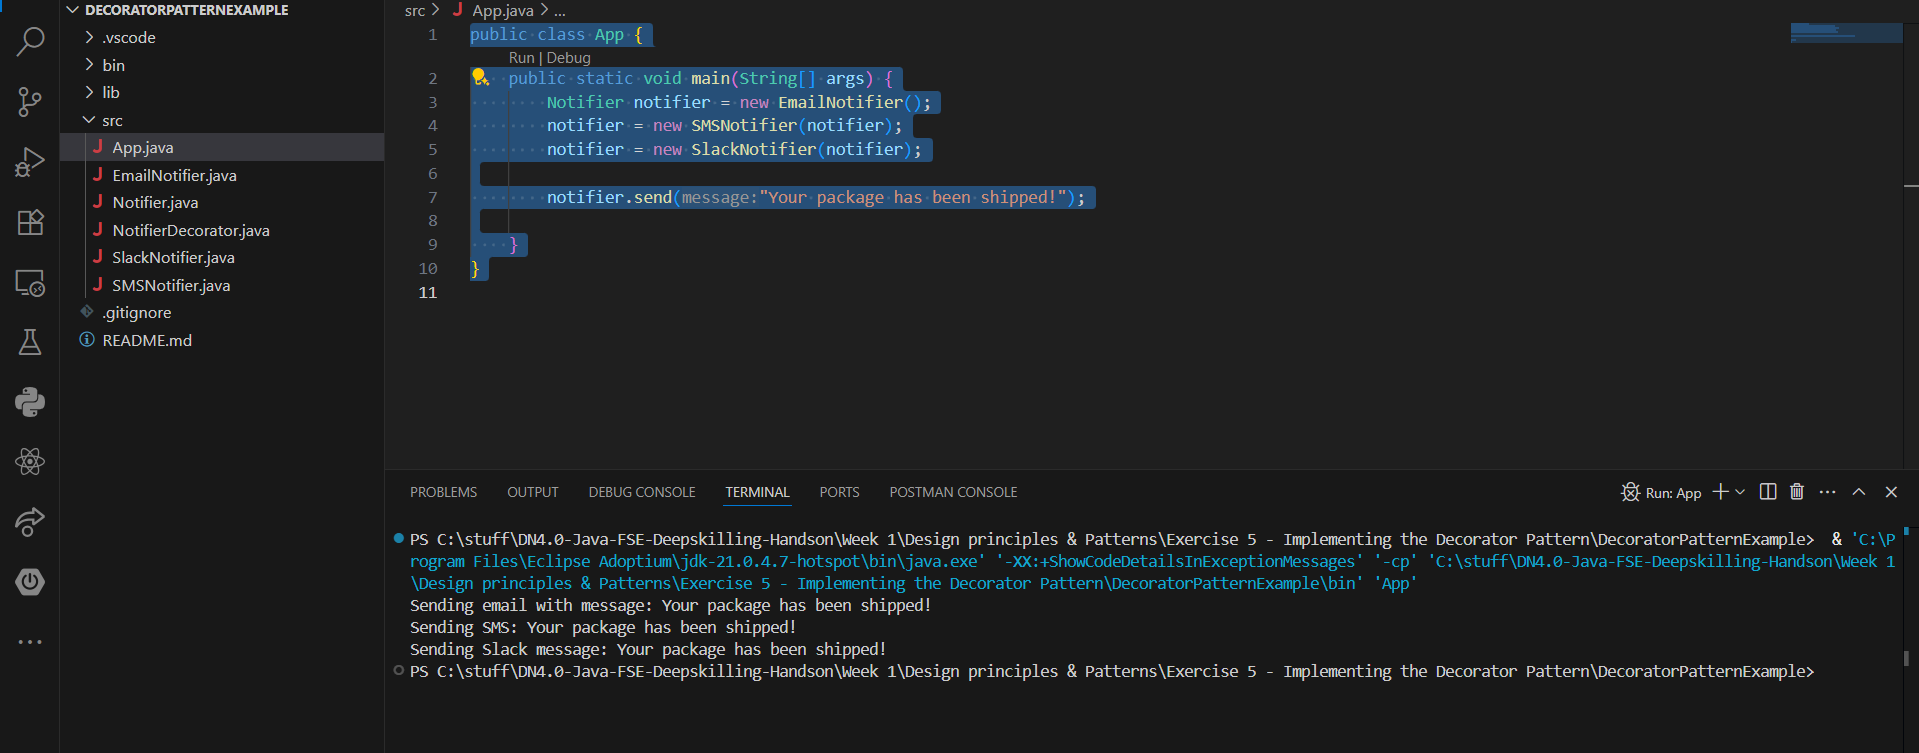 DECORATORPATTERNEXAMPLE
.vscode
bin
lib
src
App.java
EmailNotifier.java
Notifier.java
NotifierDecorator.java
SlackNotifier.java
SMSNotifier.java
.gitignore
README.md
src > App.java > ...
1 public class App {
Run | Debug
2 public static void main(String[] args) {
3 Notifier notifier = new EmailNotifier();
4 notifier = new SMSNotifier(notifier);
5 notifier = new SlackNotifier(notifier);
6
7 notifier.send(message:"Your package has been shipped!");
8
9 }
10 }
11
PROBLEMS OUTPUT DEBUG CONSOLE TERMINAL PORTS POSTMAN CONSOLE Run: App
PS C:\stuff\DN4.0-Java-FSE-Deepskilling-Handson\Week 1\Design principles & Patterns\Exercise 5 - Implementing the Decorator Pattern\DecoratorPatternExample> & 'C:\P
rogram Files\Eclipse Adoptium\jdk-21.0.4.7-hotspot\bin\java.exe' '-XX:+ShowCodeDetailsInExceptionMessages' '-cp' 'C:\stuff\DN4.0-Java-FSE-Deepskilling-Handson\Week 1
\Design principles & Patterns\Exercise 5 - Implementing the Decorator Pattern\DecoratorPatternExample\bin' 'App'
Sending email with message: Your package has been shipped!
Sending SMS: Your package has been shipped!
Sending Slack message: Your package has been shipped!
PS C:\stuff\DN4.0-Java-FSE-Deepskilling-Handson\Week 1\Design principles & Patterns\Exercise 5 - Implementing the Decorator Pattern\DecoratorPatternExample>